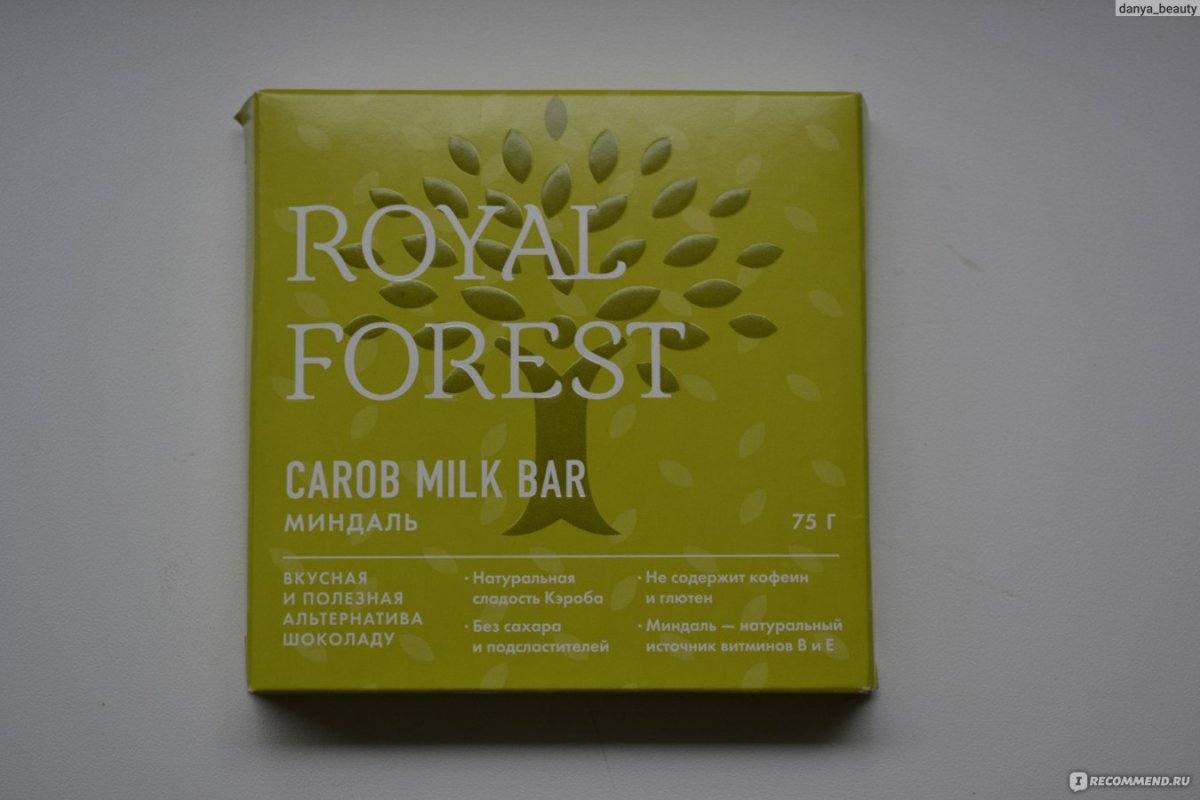 danya_beauty
ROYAL
FOREST
CAROB MILK BAR
МИНДАЛЬ
75 Г
ВКУСНАЯ
И ПОЛЕЗНАЯ
АЛЬТЕРНАТИВА
ШОКОЛАДУ
· Натуральная
сладость Кэроба
· Без сахара
и подсластителей
· Не содержит кофеин
и глютен
· Миндаль — натуральный
источник витминов В и Е
I RECOMMEND.RU